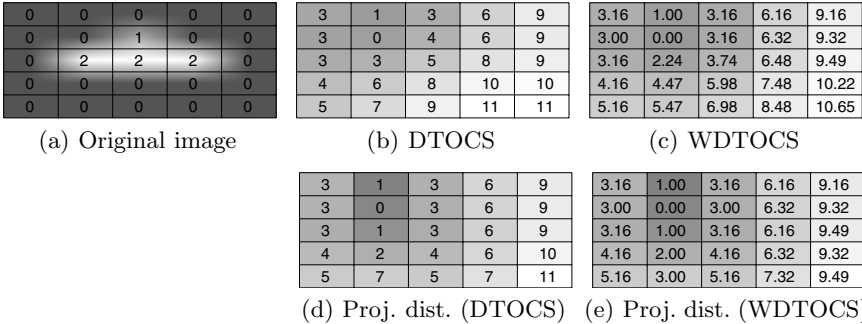 0 0 0 0 0
0 0 1 0 0
0 2 2 2 0
0 0 0 0 0
0 0 0 0 0
(a) Original image
3 1 3 6 9
3 0 4 6 9
3 3 5 8 9
4 6 8 10 10
5 7 9 11 11
(b) DTOCS
3.16 1.00 3.16 6.16 9.16
3.00 0.00 3.16 6.32 9.32
3.16 2.24 3.74 6.48 9.49
4.16 4.47 5.98 7.48 10.22
5.16 5.47 6.98 8.48 10.65
(c) WDTOCS
3 1 3 6 9
3 0 3 6 9
3 1 3 6 9
4 2 4 6 10
5 7 5 7 11
(d) Proj. dist. (DTOCS)
3.16 1.00 3.16 6.16 9.16
3.00 0.00 3.00 6.32 9.32
3.16 1.00 3.16 6.16 9.49
4.16 2.00 4.16 6.32 9.32
5.16 3.00 5.16 7.32 9.49
(e) Proj. dist. (WDTOCS)